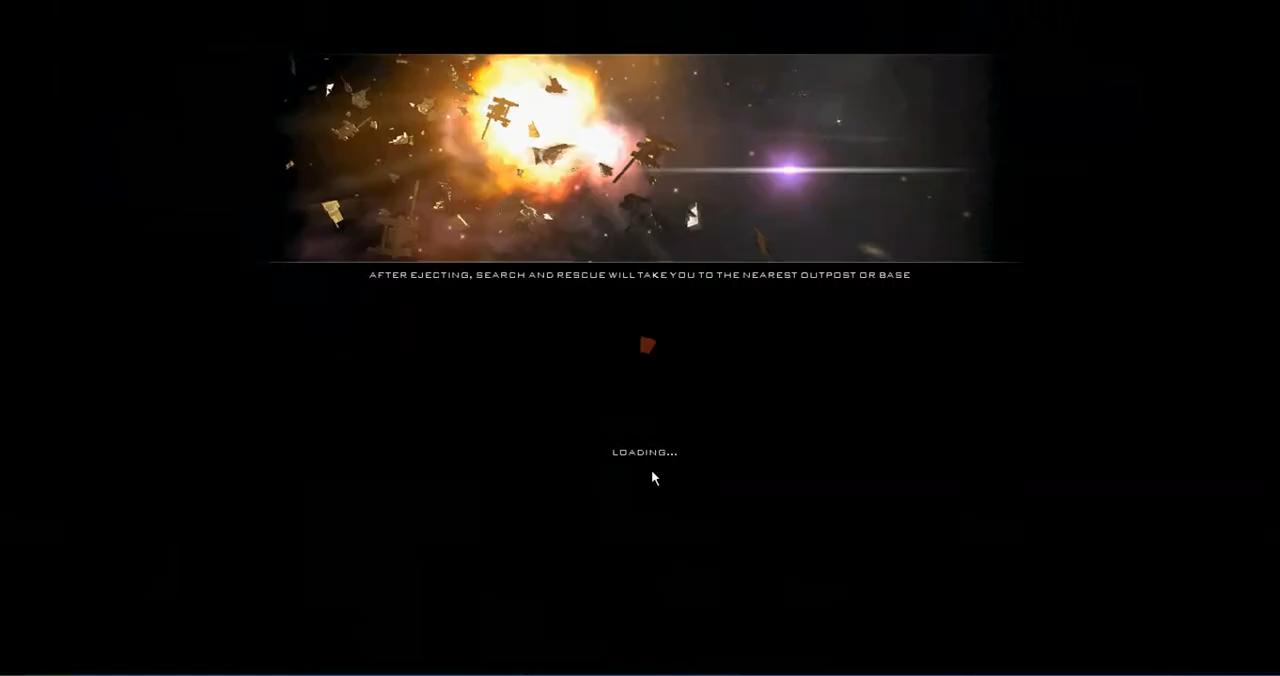 AFTER EJECTING, SEARCH AND RESCUE WILL TAKE YOU TO THE NEAREST OUTPOST OR BASE
LOADING...